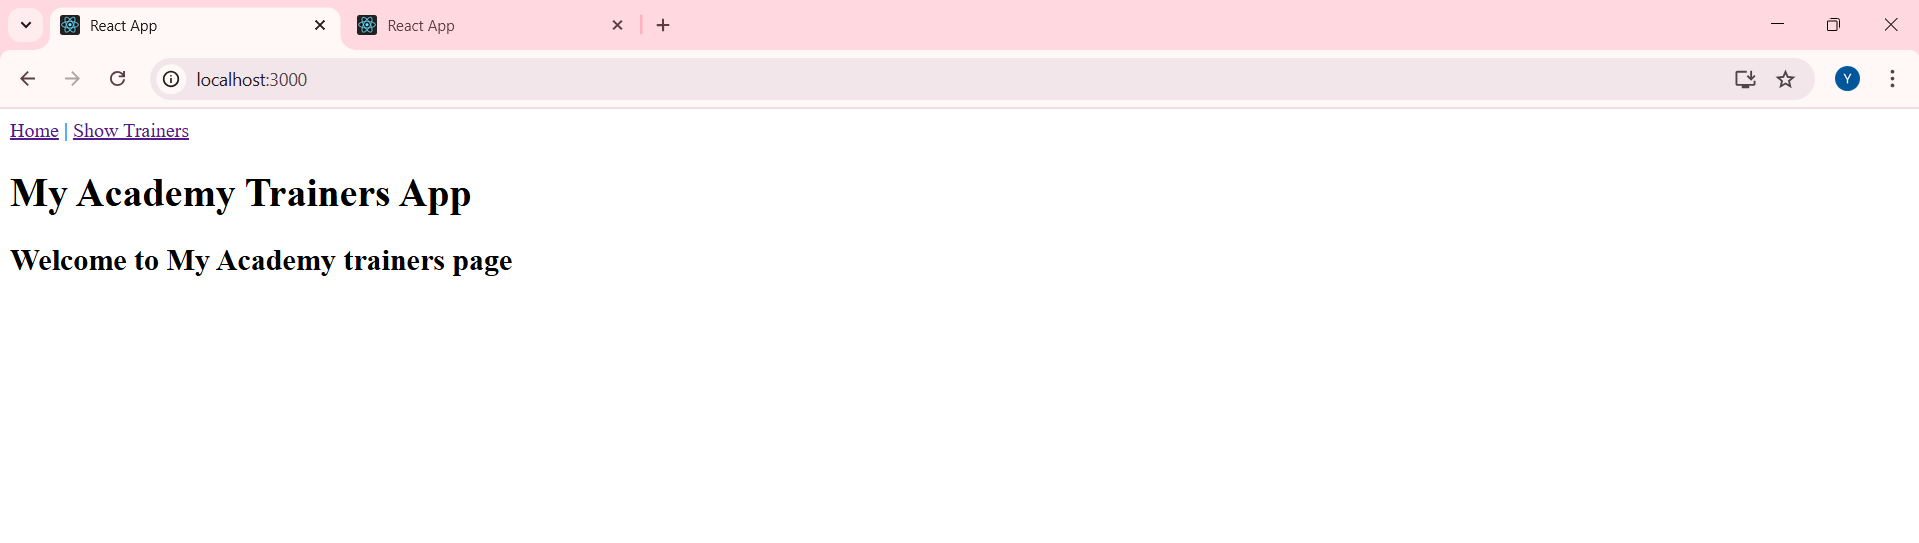 React App
React App
localhost:3000
Y
Home | Show Trainers
My Academy Trainers App
Welcome to My Academy trainers page